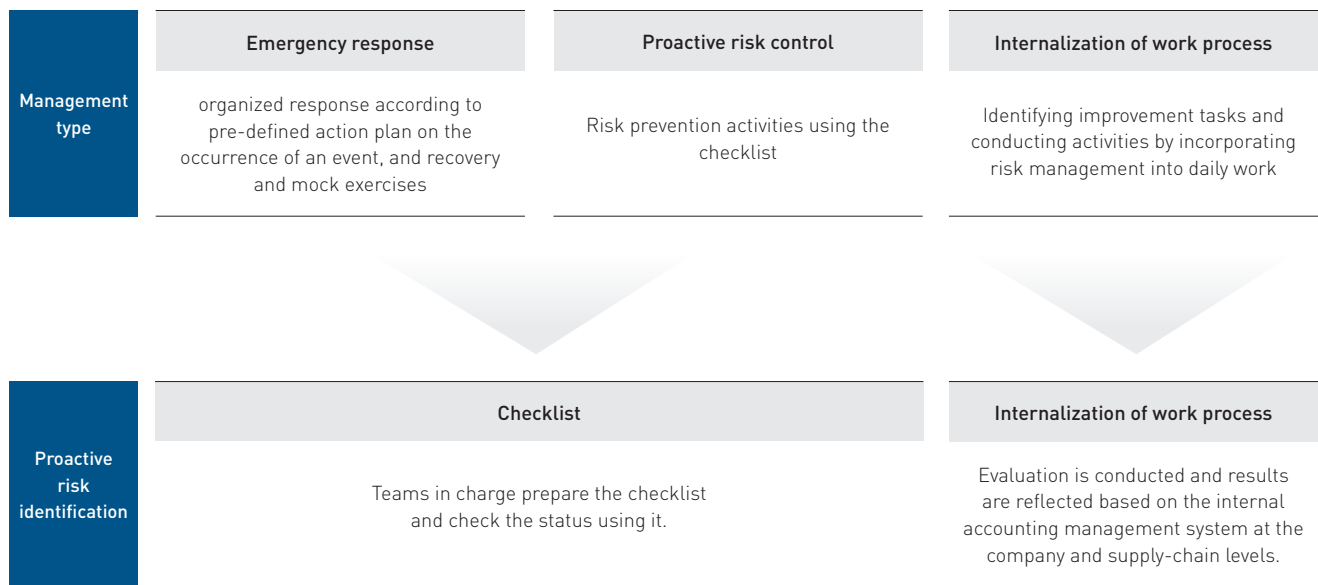 Management
type
Emergency response
organized response according to
pre-defined action plan on the
occurrence of an event, and recovery
and mock exercises
Proactive risk control
Risk prevention activities using the
checklist
Internalization of work process
Identifying improvement tasks and
conducting activities by incorporating
risk management into daily work
Proactive
risk
identification
Checklist
Teams in charge prepare the checklist
and check the status using it.
Internalization of work process
Evaluation is conducted and results
are reflected based on the internal
accounting management system at the
company and supply-chain levels.